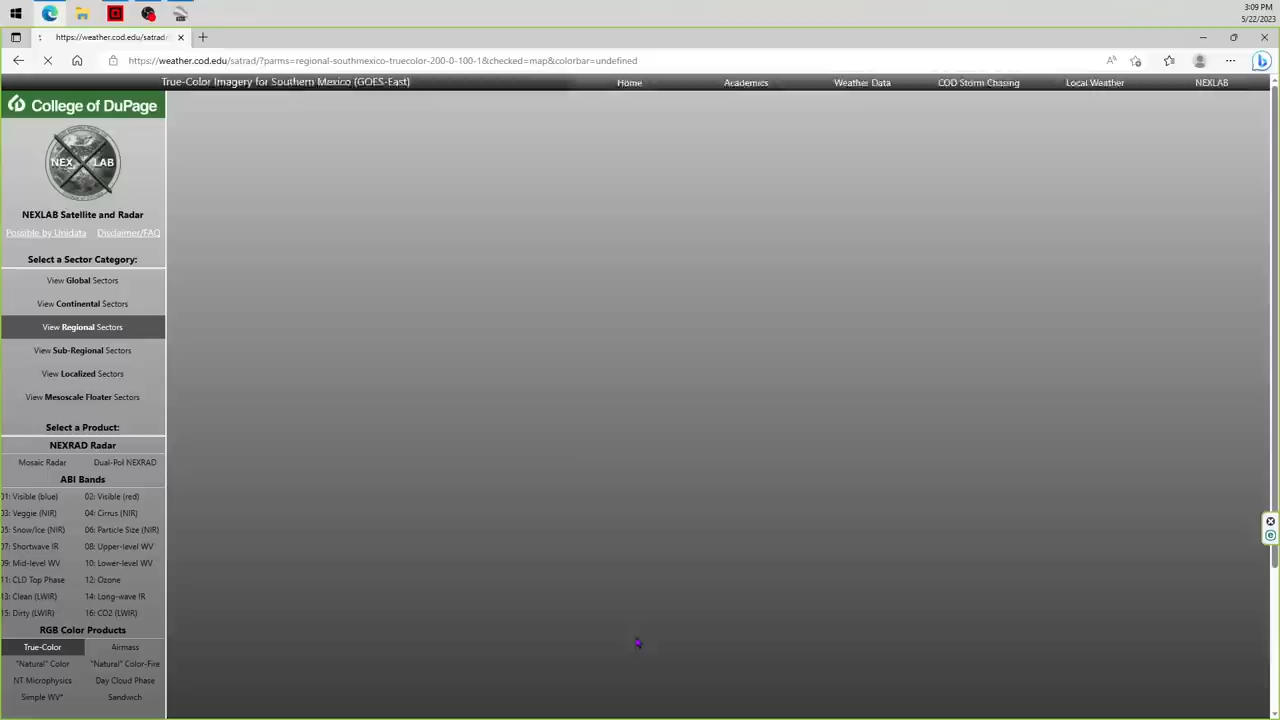 3:09 PM
5/22/2023
https://weather.cod.edu/satrad/
https://weather.cod.edu/satrad/?parms=regional-southmexico-truecolor-200-0-100-1&checked=map&colorbar=undefined
True-Color Imagery for Southern Mexico (GOES-East)
Home Academics Weather Data COD Storm Chasing Local Weather NEXLAB
College of DuPage
NEX LAB
NEXLAB Satellite and Radar
Possible by Unidata Disclaimer/FAQ
Select a Sector Category:
View Global Sectors
View Continental Sectors
View Regional Sectors
View Sub-Regional Sectors
View Localized Sectors
View Mesoscale Floater Sectors
Select a Product:
NEXRAD Radar
Mosaic Radar Dual-Pol NEXRAD
ABI Bands
01: Visible (blue) 02: Visible (red)
03: Veggie (NIR) 04: Cirrus (NIR)
05: Snow/Ice (NIR) 06: Particle Size (NIR)
07: Shortwave IR 08: Upper-level WV
09: Mid-level WV 10: Lower-level WV
11: CLD Top Phase 12: Ozone
13: Clean (LWIR) 14: Long-wave IR
15: Dirty (LWIR) 16: CO2 (LWIR)
RGB Color Products
True-Color Airmass
"Natural" Color "Natural" Color-Fire
NT Microphysics Day Cloud Phase
Simple WV* Sandwich